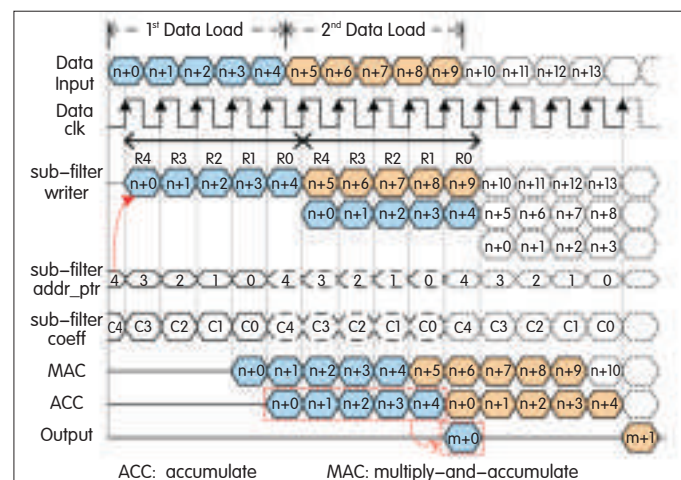 1st Data Load 2nd Data Load
Data Input n+0 n+1 n+2 n+3 n+4 n+5 n+6 n+7 n+8 n+9 n+10 n+11 n+12 n+13
Data clk
R4 R3 R2 R1 R0 R4 R3 R2 R1 R0
sub-filter writer n+0 n+1 n+2 n+3 n+4 n+5 n+6 n+7 n+8 n+9 n+10 n+11 n+12 n+13
n+0 n+1 n+2 n+3 n+4 n+5 n+6 n+7 n+8
n+0 n+1 n+2 n+3
sub-filter addr_ptr 4 3 2 1 0 4 3 2 1 0 4 3 2 1 0
sub-filter coeff C4 C3 C2 C1 C0 C4 C3 C2 C1 C0 C4 C3 C2 C1 C0
MAC n+0 n+1 n+2 n+3 n+4 n+5 n+6 n+7 n+8 n+9 n+10
ACC n+0 n+1 n+2 n+3 n+4 n+0 n+1 n+2 n+3 n+4
Output m+0 m+1
ACC: accumulate MAC: multiply-and-accumulate